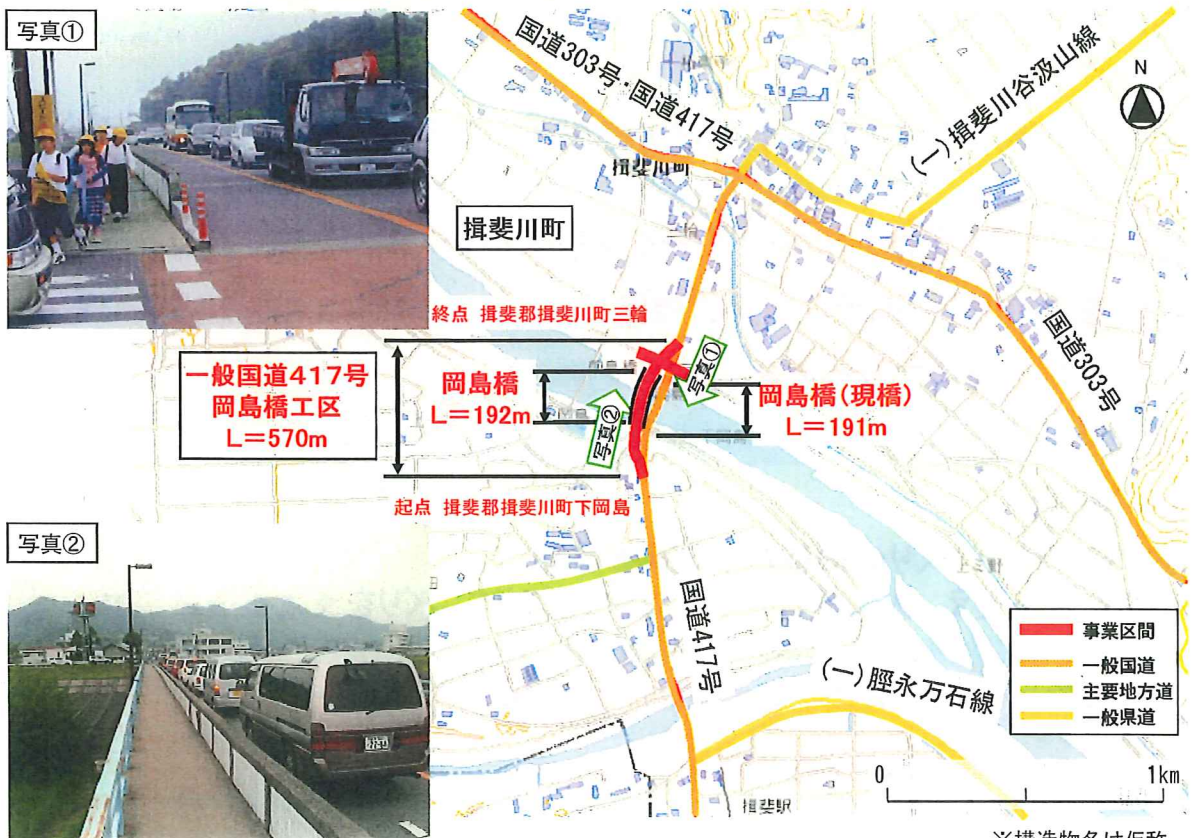 写真①
国道303号・国道417号
(一)揖斐川谷汲山線
N
揖斐川町
揖斐川町
終点 揖斐郡揖斐川町三輪
国道303号
一般国道417号
岡島橋工区
L=570m
岡島橋
L=192m
写真①
写真②
岡島橋(現橋)
L=191m
起点 揖斐郡揖斐川町下岡島
写真②
上ミ野
国道417号
(一)脛永万石線
事業区間
一般国道
主要地方道
一般県道
0
1km
揖斐駅
※構造物名は仮称